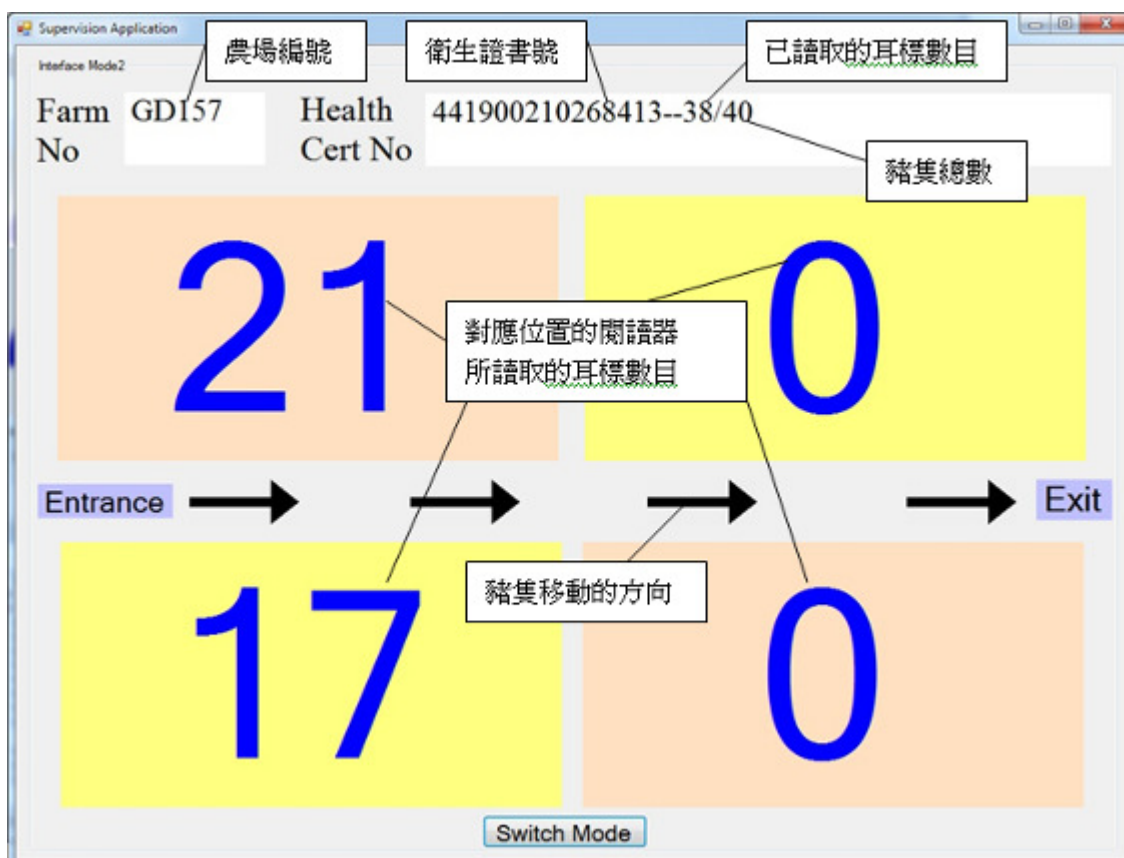 Supervision Application
農場編號
衛生證書號
已讀取的耳標數目
Interface Mode2
Farm No
GD157
Health Cert No
441900210268413--38/40
豬隻總數
21
0
對應位置的閱讀器
所讀取的耳標數目
Entrance
Exit
豬隻移動的方向
17
0
Switch Mode